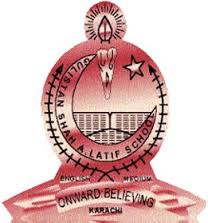 GULISTAN SHAH A. LATIF SCHOOL
ENGLISH MEDIUM
ONWARD BELIEVING
KARACHI